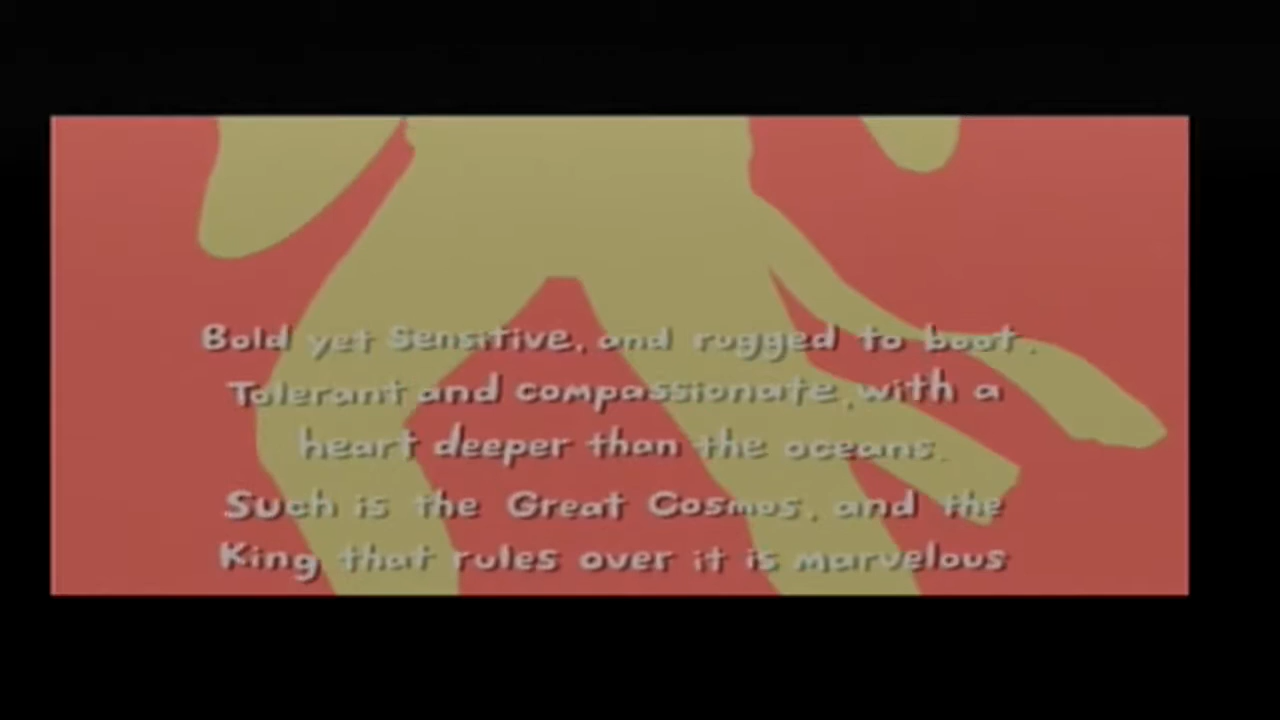 Bold yet Sensitive, and rugged to boot.
Tolerant and compassionate, with a
heart deeper than the oceans.
Such is the Great Cosmos, and the
King that rules over it is marvelous